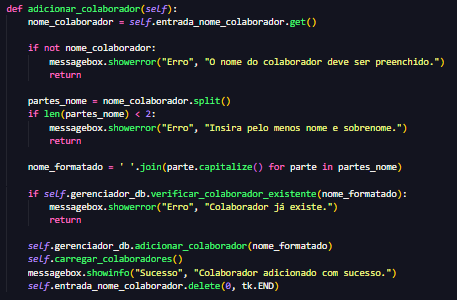 def adicionar_colaborador(self):
    nome_colaborador = self.entrada_nome_colaborador.get()

    if not nome_colaborador:
        messagebox.showerror("Erro", "O nome do colaborador deve ser preenchido.")
        return

    partes_nome = nome_colaborador.split()
    if len(partes_nome) < 2:
        messagebox.showerror("Erro", "Insira pelo menos nome e sobrenome.")
        return

    nome_formatado = ' '.join(parte.capitalize() for parte in partes_nome)

    if self.gerenciador_db.verificar_colaborador_existente(nome_formatado):
        messagebox.showerror("Erro", "Colaborador já existe.")
        return

    self.gerenciador_db.adicionar_colaborador(nome_formatado)
    self.carregar_colaboradores()
    messagebox.showinfo("Sucesso", "Colaborador adicionado com sucesso.")
    self.entrada_nome_colaborador.delete(0, tk.END)